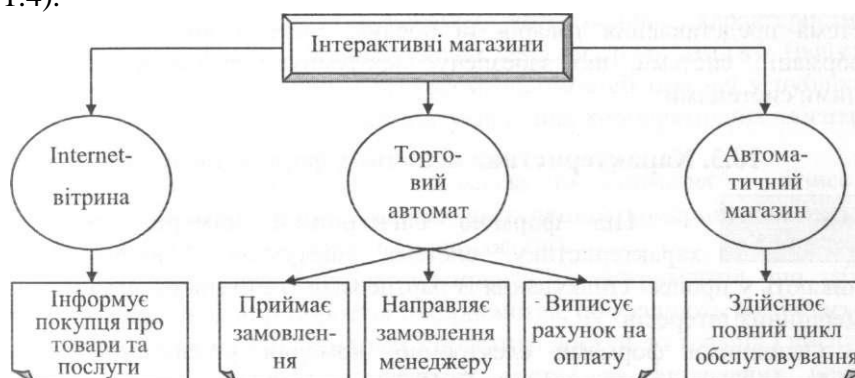 1.4).
Інтерактивні магазини
Internet-
вітрина
Торго-
вий
автомат
Автома-
тичний
магазин
Інформує
покупця про
товари та
послуги
Приймає
замовлен-
ня
Направляє
замовлення
менеджеру
Виписує
рахунок на
оплату
Здійснює
повний цикл
обслуговування